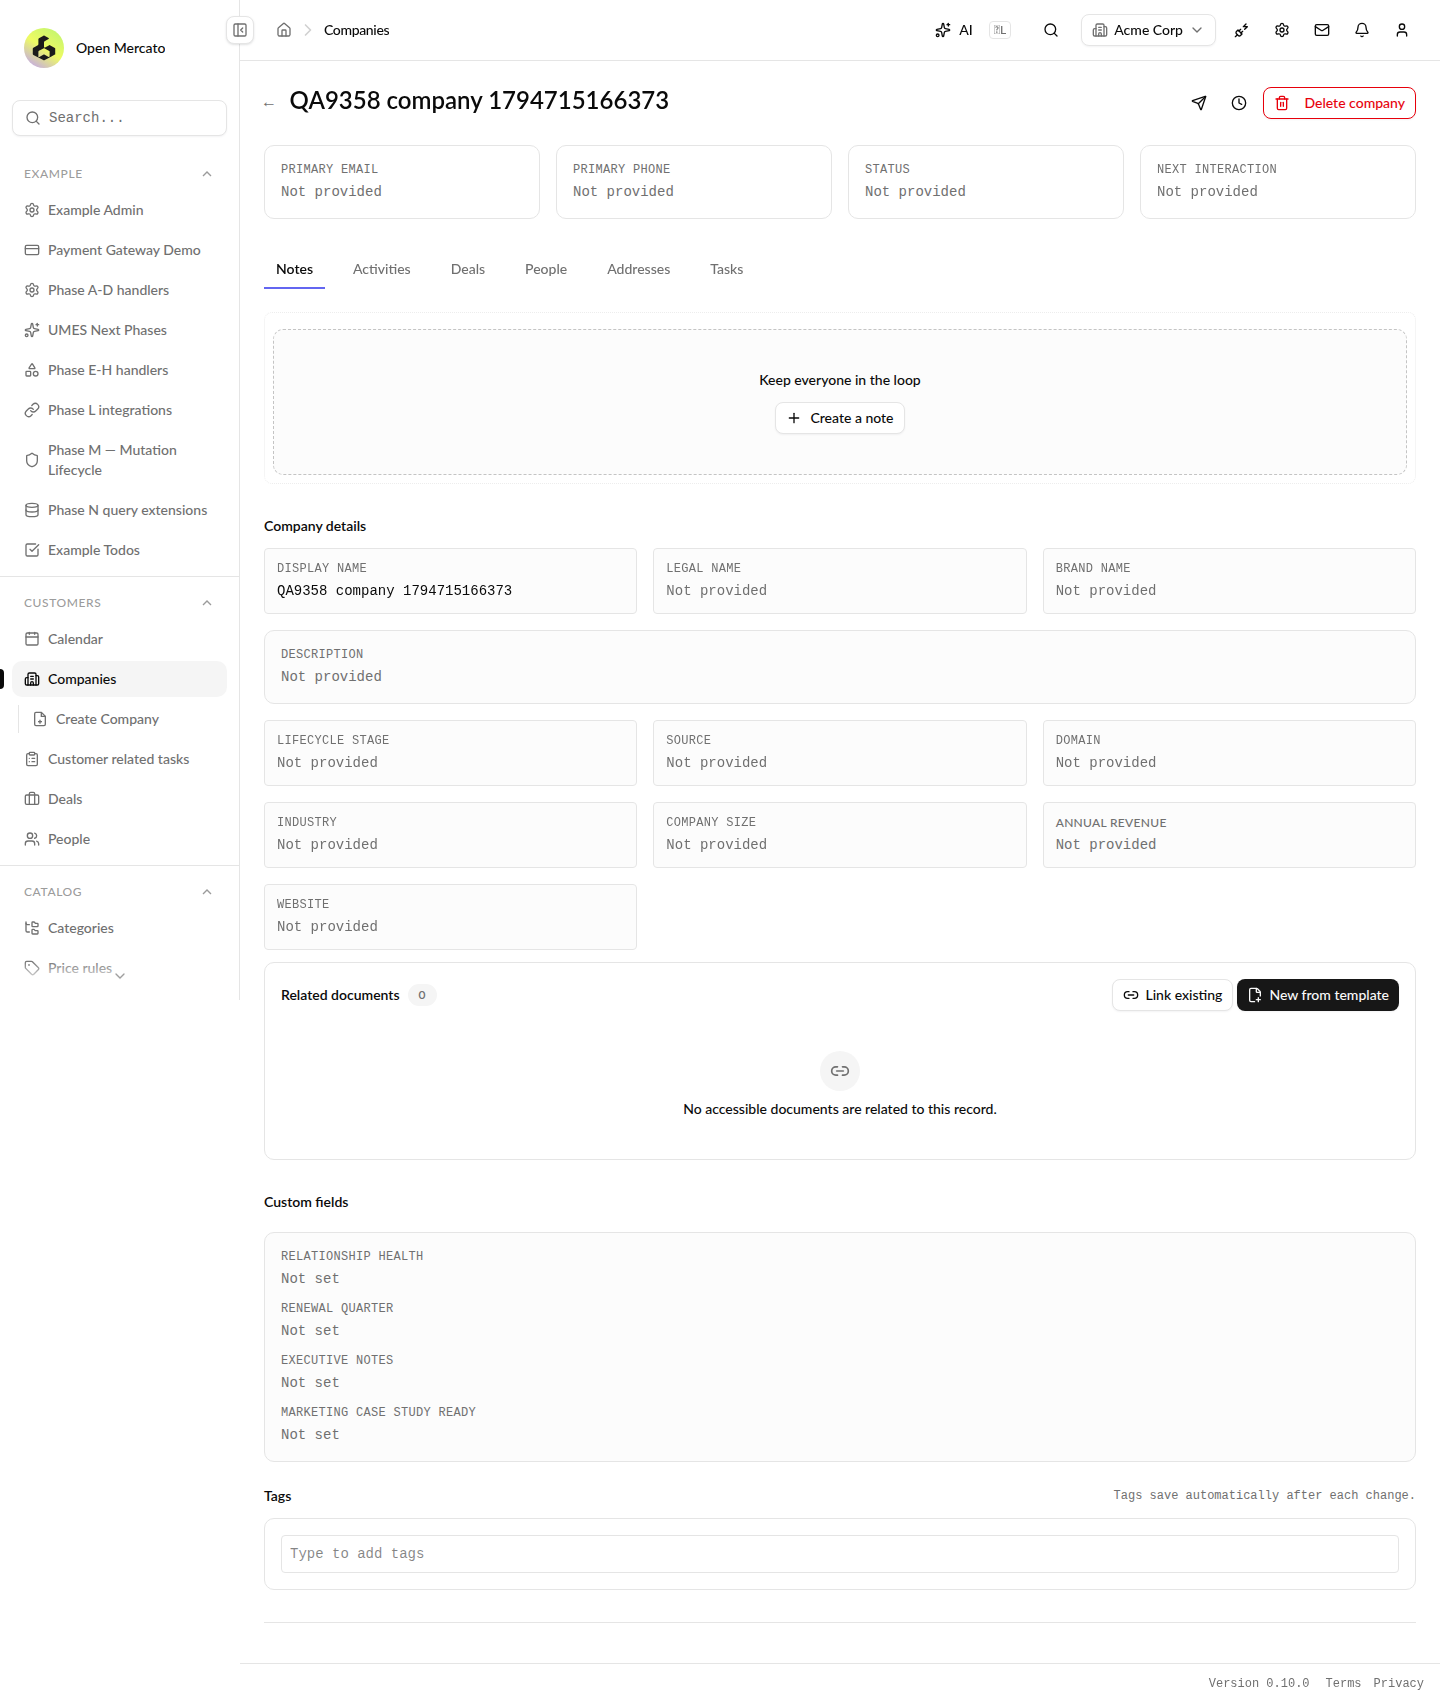 Open Mercato
Search...
EXAMPLE
Example Admin
Payment Gateway Demo
Phase A-D handlers
UMES Next Phases
Phase E-H handlers
Phase L integrations
Phase M — Mutation
Lifecycle
Phase N query extensions
Example Todos
CUSTOMERS
Calendar
Companies
Create Company
Customer related tasks
Deals
People
CATALOG
Categories
Price rules
Companies
AI
L
Acme Corp
← QA9358 company 1794715166373
Delete company
PRIMARY EMAIL
Not provided
PRIMARY PHONE
Not provided
STATUS
Not provided
NEXT INTERACTION
Not provided
Notes Activities Deals People Addresses Tasks
Keep everyone in the loop
Create a note
Company details
DISPLAY NAME
QA9358 company 1794715166373
LEGAL NAME
Not provided
BRAND NAME
Not provided
DESCRIPTION
Not provided
LIFECYCLE STAGE
Not provided
SOURCE
Not provided
DOMAIN
Not provided
INDUSTRY
Not provided
COMPANY SIZE
Not provided
ANNUAL REVENUE
Not provided
WEBSITE
Not provided
Related documents 0
Link existing
New from template
No accessible documents are related to this record.
Custom fields
RELATIONSHIP HEALTH
Not set
RENEWAL QUARTER
Not set
EXECUTIVE NOTES
Not set
MARKETING CASE STUDY READY
Not set
Tags
Tags save automatically after each change.
Type to add tags
Version 0.10.0 Terms Privacy